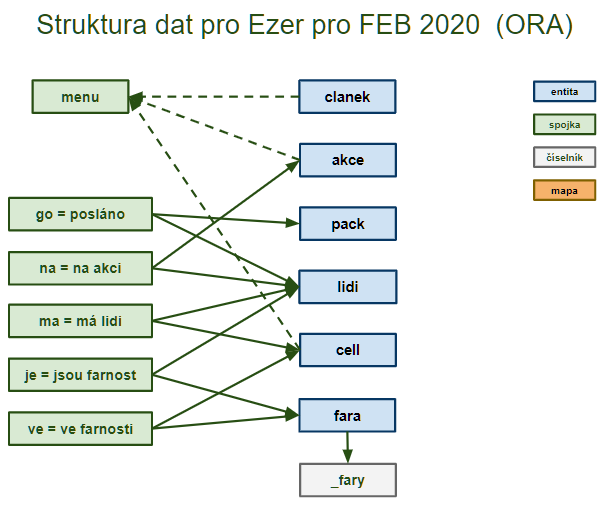 Struktura dat pro Ezer pro FEB 2020 (ORA)
menu
clanek
entita
spojka
akce
číselník
mapa
go = posláno
pack
na = na akci
lidi
ma = má lidi
cell
je = jsou farnost
fara
ve = ve farnosti
_fary